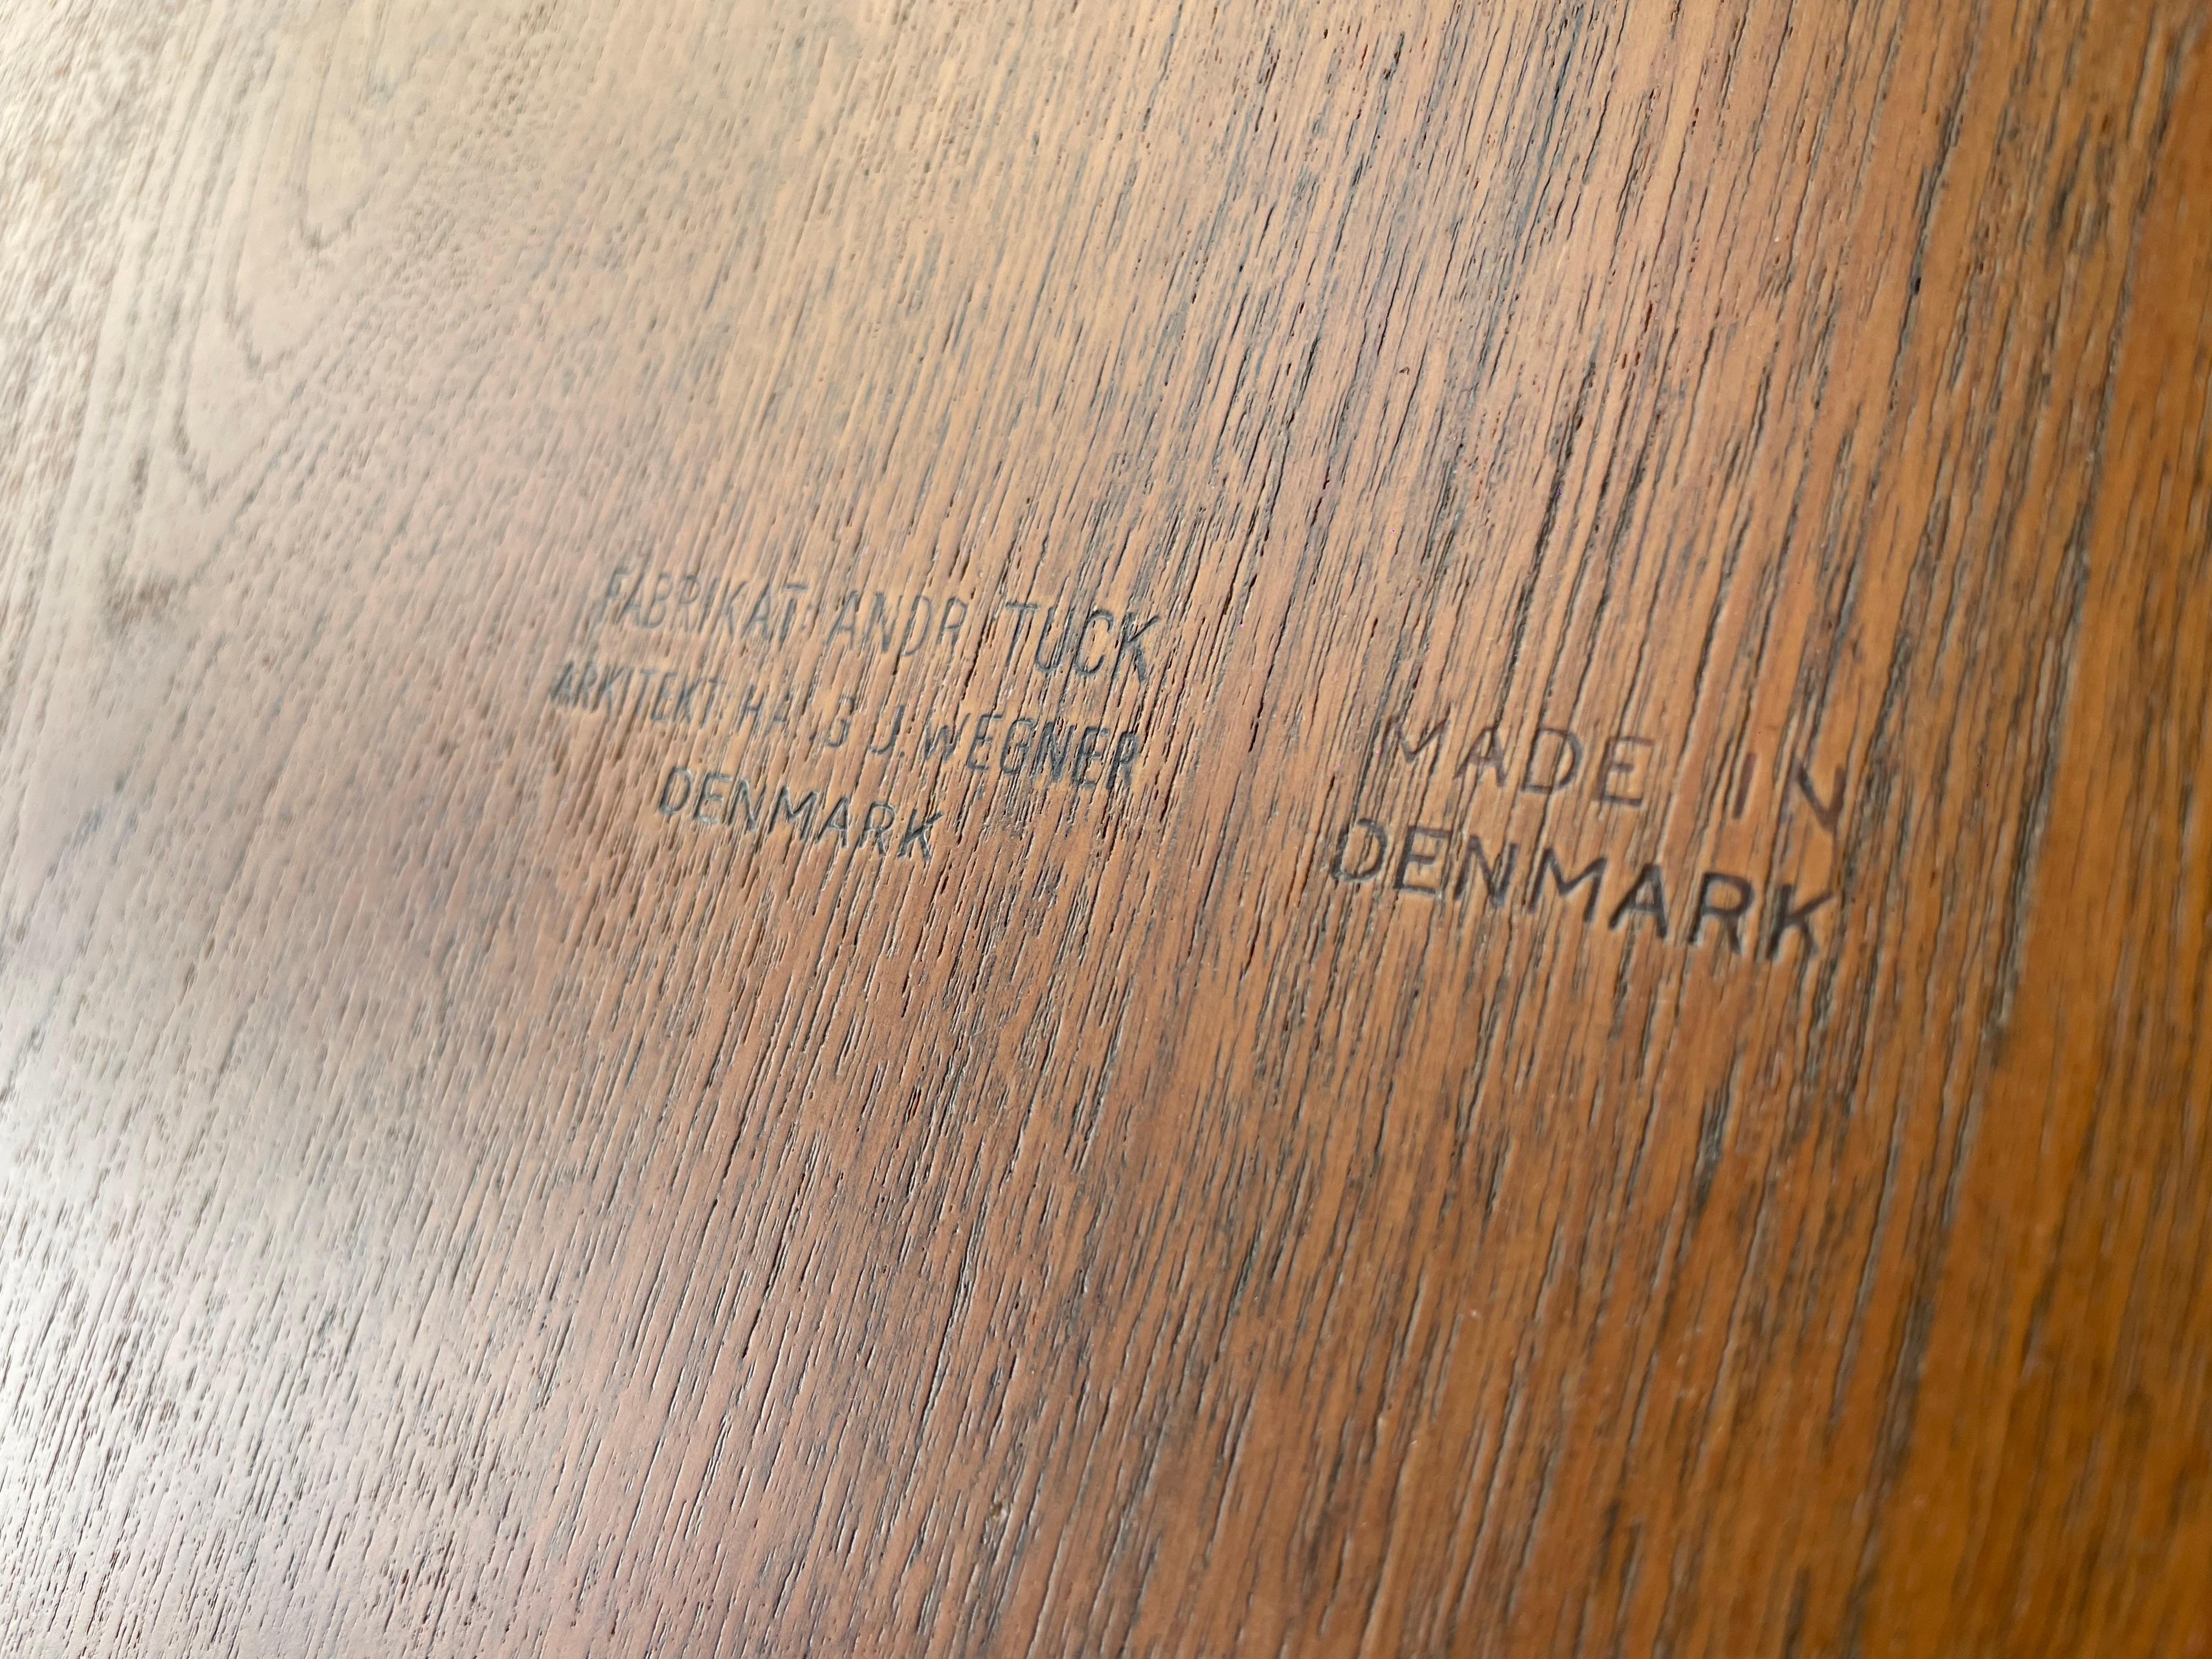 FABRIKAT: ANDR. TUCK
ARKITEKT: HANS J. WEGNER
DENMARK
MADE IN
DENMARK